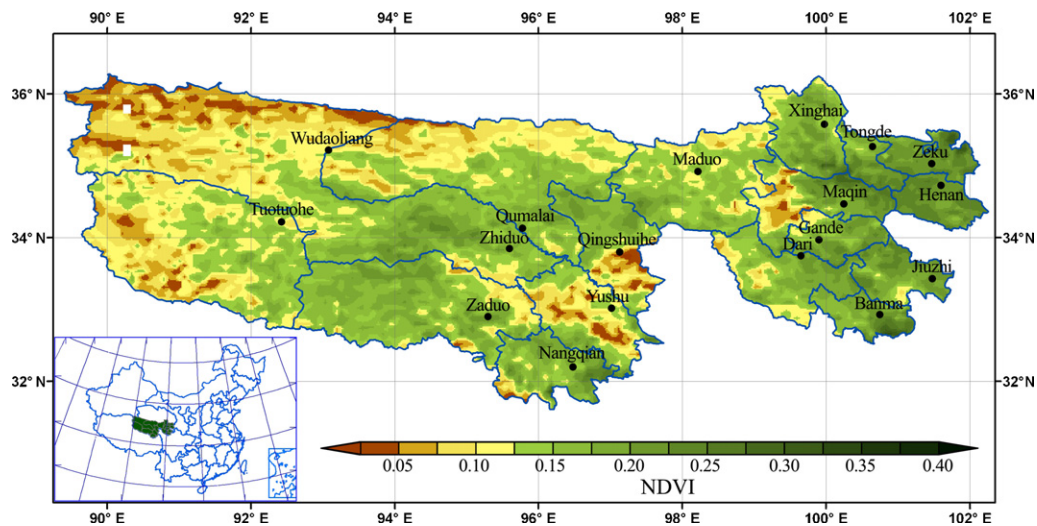 90° E 92° E 94° E 96° E 98° E 100° E 102° E
36° N 36° N
Xinghai
Tongde
Wudaoliang
Zeku
Maduo
Henan
Maqin
Tuotuohe
Qumalai
34° N 34° N
Gande
Zhiduo Qingshuihe Dari
Jiuzhi
Yushu
Zaduo Banma
Nangqian
32° N 32° N
0.05 0.10 0.15 0.20 0.25 0.30 0.35 0.40
NDVI
90° E 92° E 94° E 96° E 98° E 100° E 102° E